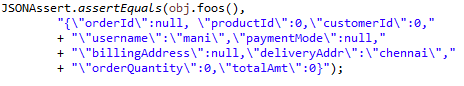 JSONAssert.assertEquals(obj.foos(),
"{\"orderId\":null, \"productId\":0,\"customerId\":0,"
+ "\"username\":\"mani\",\"paymentMode\":null,"
+ "\"billingAddress\":null,\"deliveryAddr\":\"chennai\","
+ "\"orderQuantity\":0,\"totalAmt\":0}");